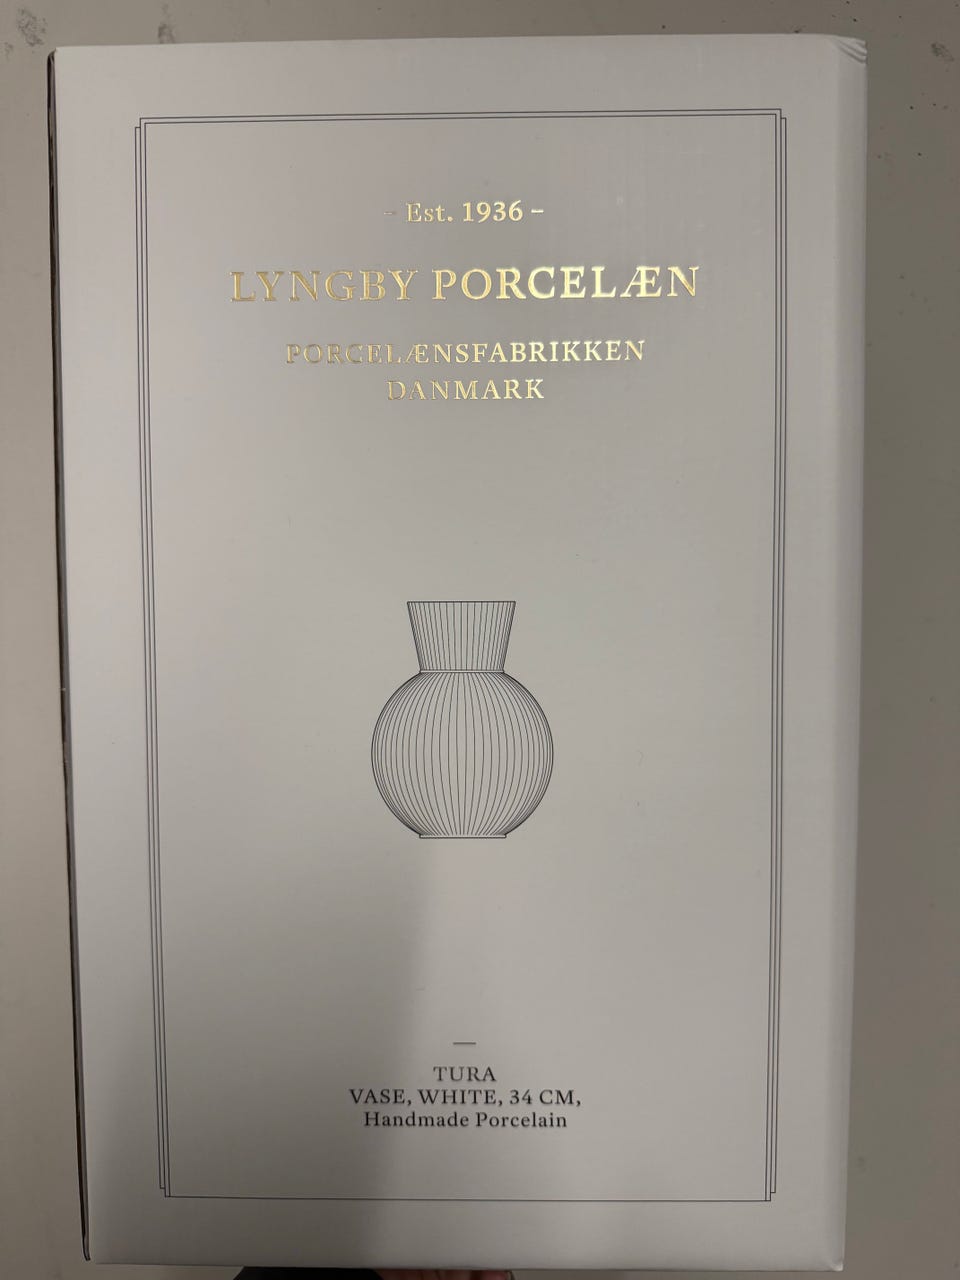 – Est. 1936 –
LYNGBY PORCELÆN
PORCELÆNSFABRIKKEN
DANMARK
TURA
VASE, WHITE, 34 CM,
Handmade Porcelain